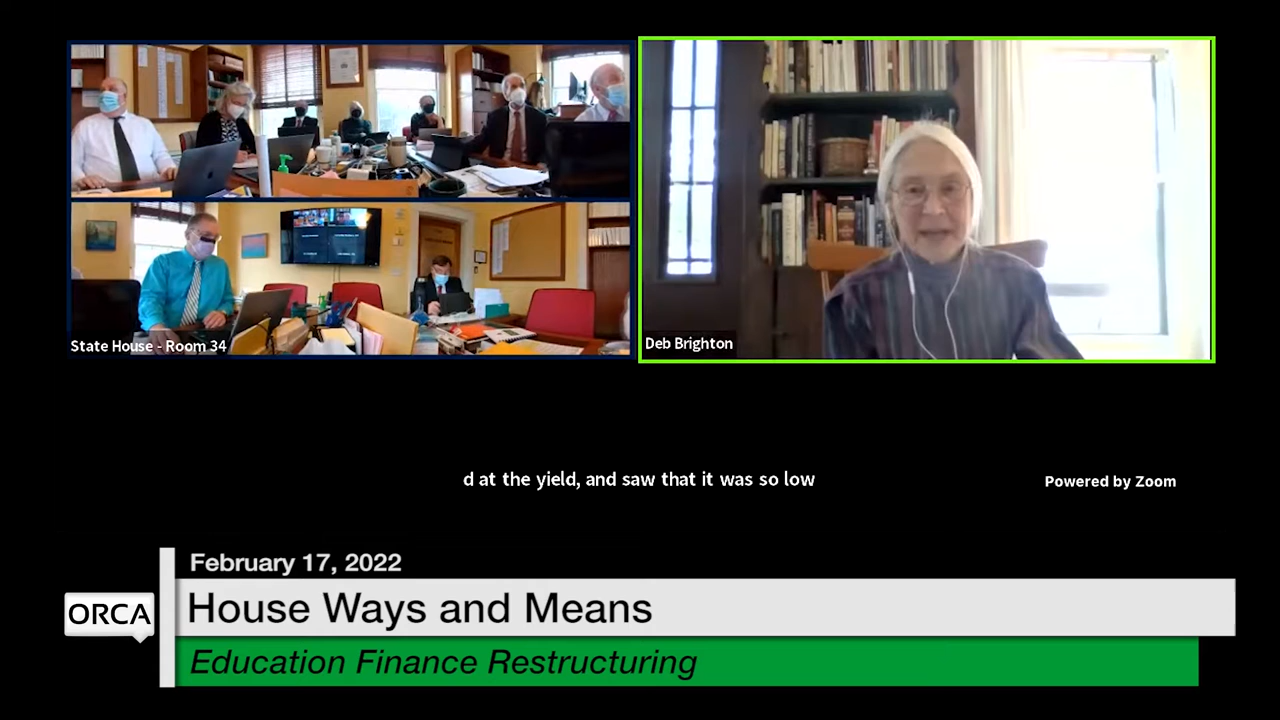 State House - Room 34
Deb Brighton
d at the yield, and saw that it was so low
Powered by Zoom
February 17, 2022
ORCA
House Ways and Means
Education Finance Restructuring